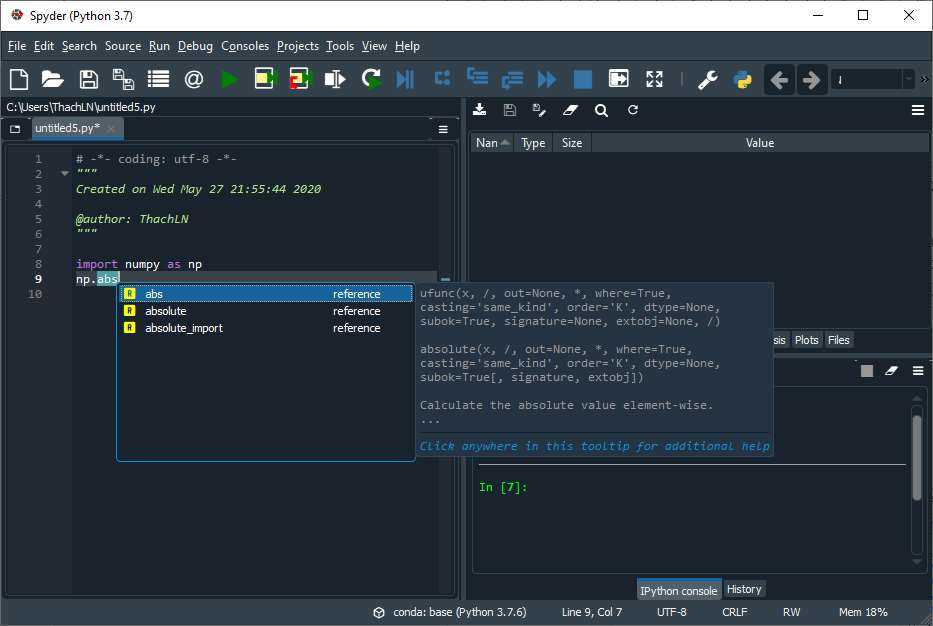 Spyder (Python 3.7)
File Edit Search Source Run Debug Consoles Projects Tools View Help
C:\Users\ThachLN\untitled5.py
untitled5.py*
1 # -*- coding: utf-8 -*-
2 """
3 Created on Wed May 27 21:55:44 2020
4
5 @author: ThachLN
6 """
7
8 import numpy as np
9 np.abs
10
R abs reference
R absolute reference
R absolute_import reference
ufunc(x, /, out=None, *, where=True,
casting='same_kind', order='K', dtype=None,
subok=True, signature=None, extobj=None, /)
absolute(x, /, out=None, *, where=True,
casting='same_kind', order='K', dtype=None,
subok=True[, signature, extobj])
Calculate the absolute value element-wise.
...
Click anywhere in this tooltip for additional help
Nan Type Size Value
sis Plots Files
In [7]:
IPython console History
conda: base (Python 3.7.6) Line 9, Col 7 UTF-8 CRLF RW Mem 18%